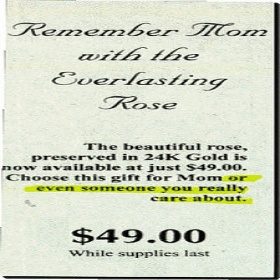 Remember Mom
with the
Everlasting
Rose
The beautiful rose,
preserved in 24K Gold is
now available at just $49.00.
Choose this gift for Mom or
even someone you really
care about.
$49.00
While supplies last